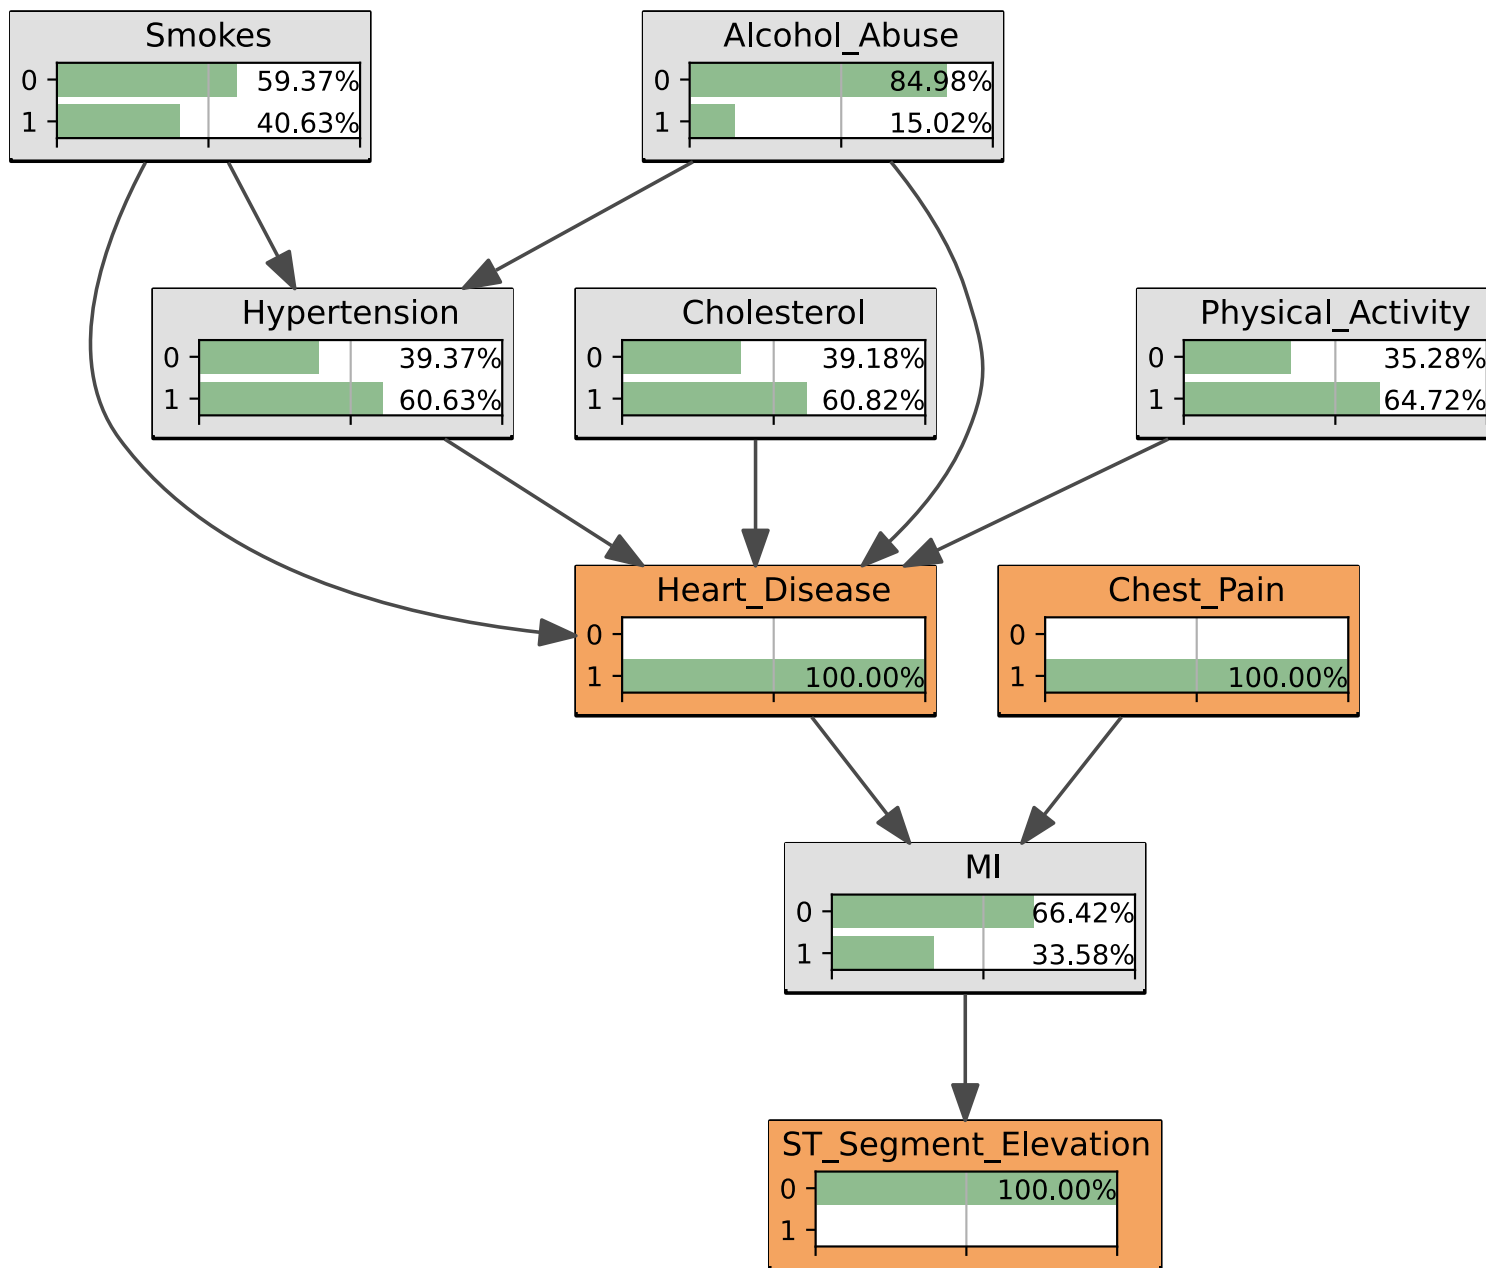 Smokes
0 59.37%
1 40.63%
Alcohol_Abuse
0 84.98%
1 15.02%
Hypertension
0 39.37%
1 60.63%
Cholesterol
0 39.18%
1 60.82%
Physical_Activity
0 35.28%
1 64.72%
Heart_Disease
0
1 100.00%
Chest_Pain
0
1 100.00%
MI
0 66.42%
1 33.58%
ST_Segment_Elevation
0 100.00%
1